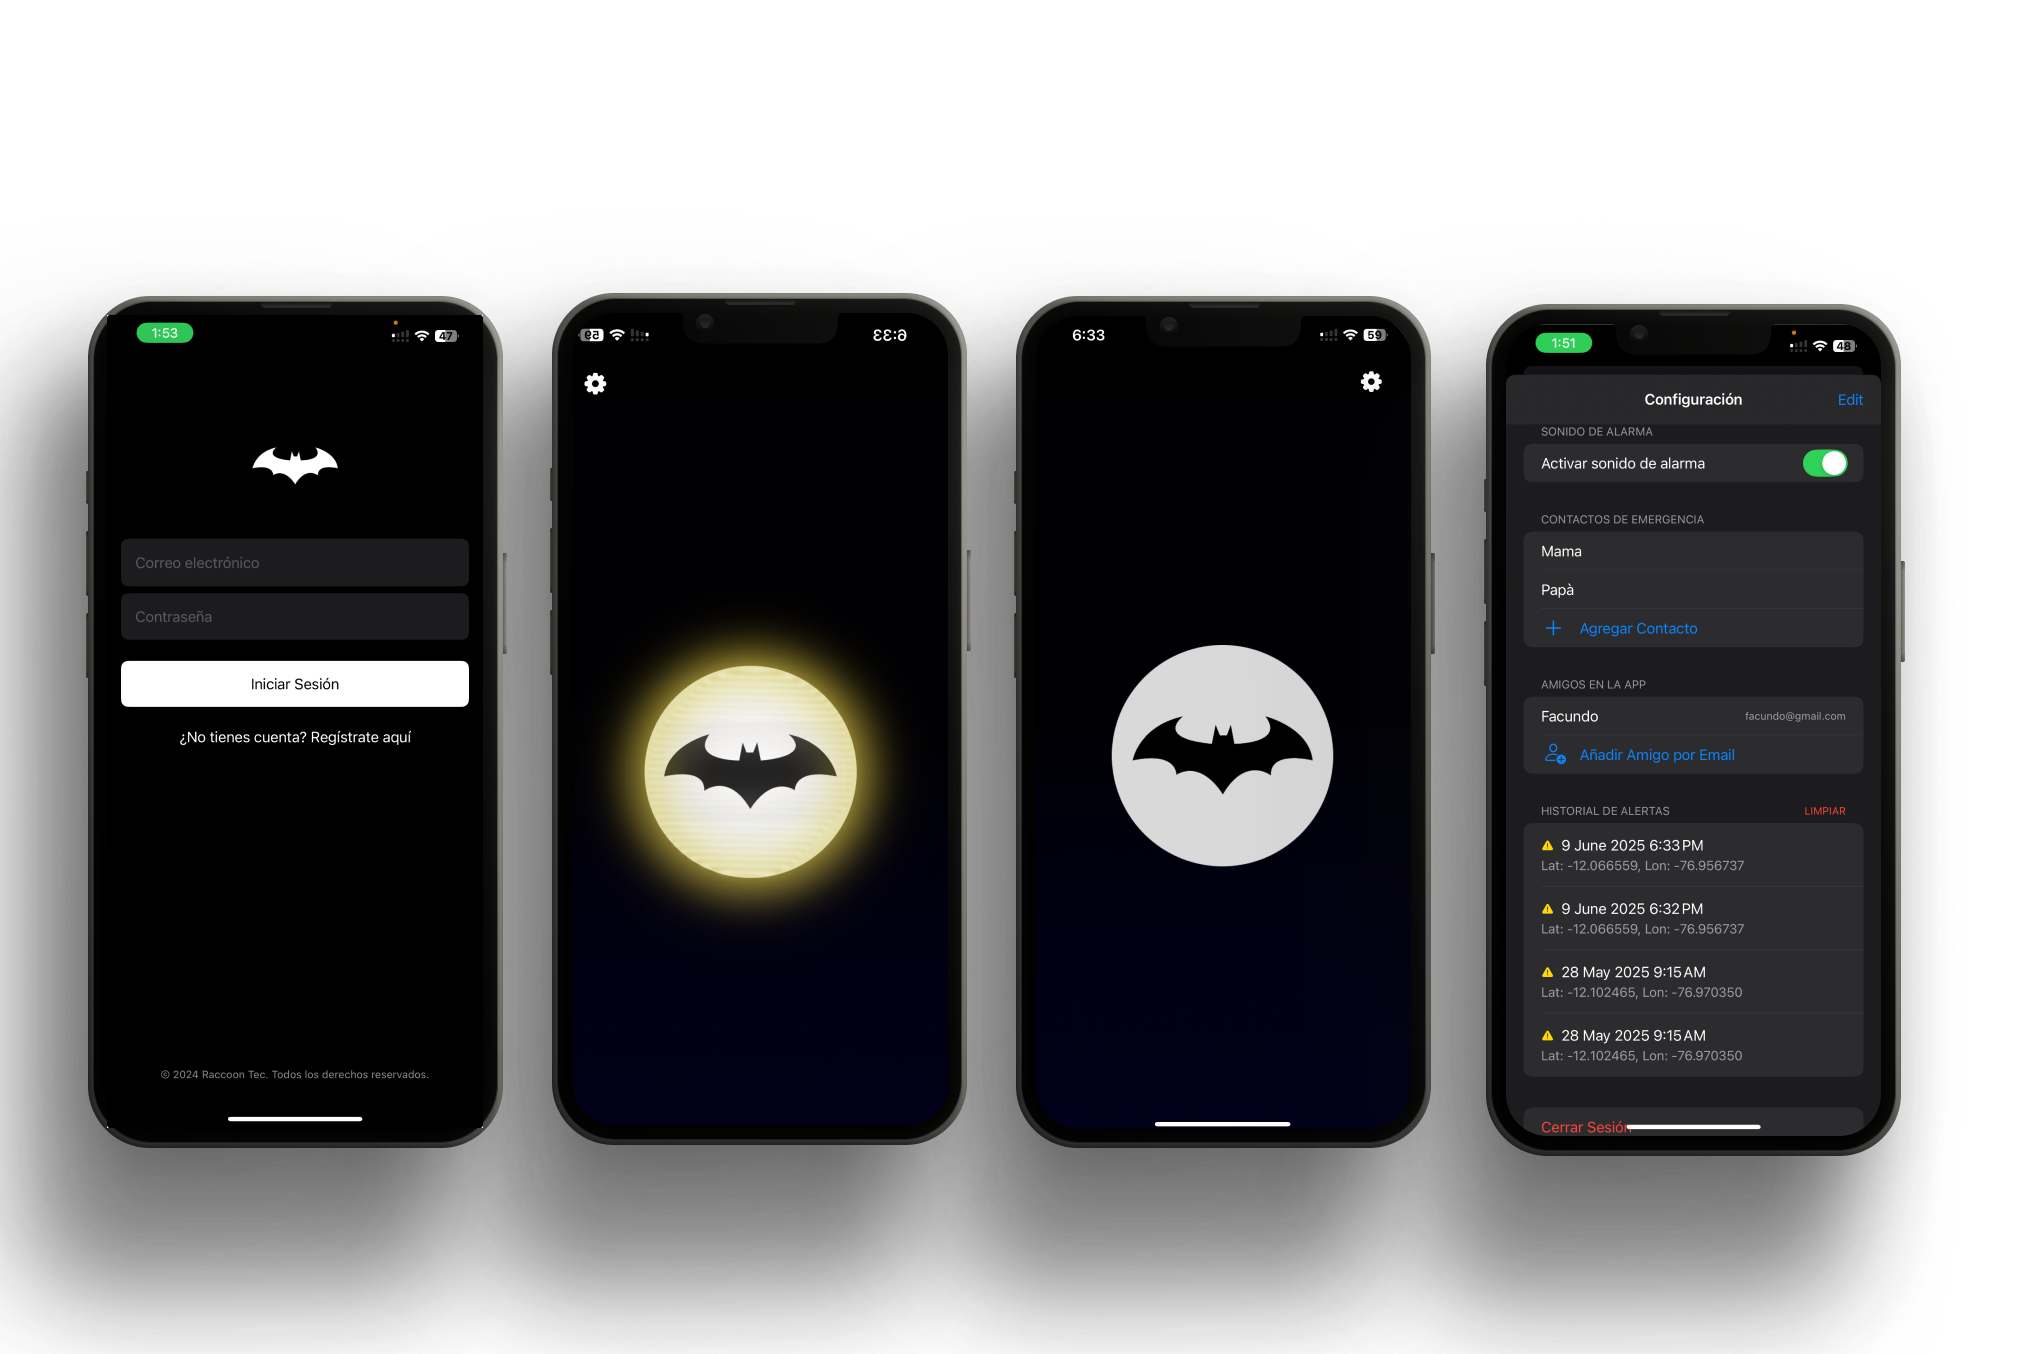 1:53
47
Correo electrónico
Contraseña
Iniciar Sesión
¿No tienes cuenta? Regístrate aquí
© 2024 Raccoon Tec. Todos los derechos reservados.
59
6:33
6:33
59
1:51
48
Configuración
Edit
SONIDO DE ALARMA
Activar sonido de alarma
CONTACTOS DE EMERGENCIA
Mama
Papà
Agregar Contacto
AMIGOS EN LA APP
Facundo
facundo@gmail.com
Añadir Amigo por Email
HISTORIAL DE ALERTAS
LIMPIAR
9 June 2025 6:33 PM
Lat: -12.066559, Lon: -76.956737
9 June 2025 6:32 PM
Lat: -12.066559, Lon: -76.956737
28 May 2025 9:15 AM
Lat: -12.102465, Lon: -76.970350
28 May 2025 9:15 AM
Lat: -12.102465, Lon: -76.970350
Cerrar Sesión